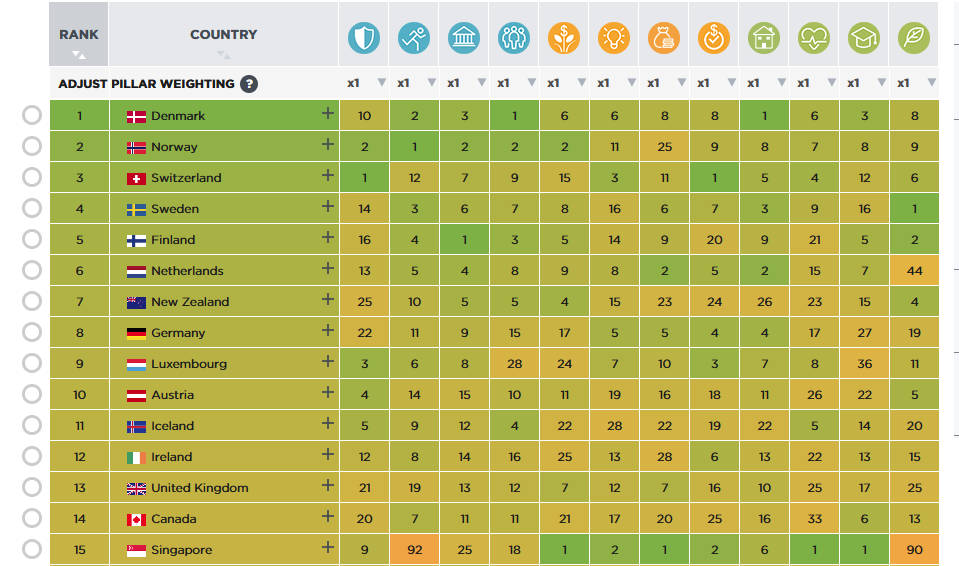 RANK COUNTRY
ADJUST PILLAR WEIGHTING ? x1 x1 x1 x1 x1 x1 x1 x1 x1 x1 x1 x1
1 Denmark + 10 2 3 1 6 6 8 8 1 6 3 8
2 Norway + 2 1 2 2 2 11 25 9 8 7 8 9
3 Switzerland + 1 12 7 9 15 3 11 1 5 4 12 6
4 Sweden + 14 3 6 7 8 16 6 7 3 9 16 1
5 Finland + 16 4 1 3 5 14 9 20 9 21 5 2
6 Netherlands + 13 5 4 8 9 8 2 5 2 15 7 44
7 New Zealand + 25 10 5 5 4 15 23 24 26 23 15 4
8 Germany + 22 11 9 15 17 5 5 4 4 17 27 19
9 Luxembourg + 3 6 8 28 24 7 10 3 7 8 36 11
10 Austria + 4 14 15 10 11 19 16 18 11 26 22 5
11 Iceland + 5 9 12 4 22 28 22 19 22 5 14 20
12 Ireland + 12 8 14 16 25 13 28 6 13 22 13 15
13 United Kingdom + 21 19 13 12 7 12 7 16 10 25 17 25
14 Canada + 20 7 11 11 21 17 20 25 16 33 6 13
15 Singapore + 9 92 25 18 1 2 1 2 6 1 1 90